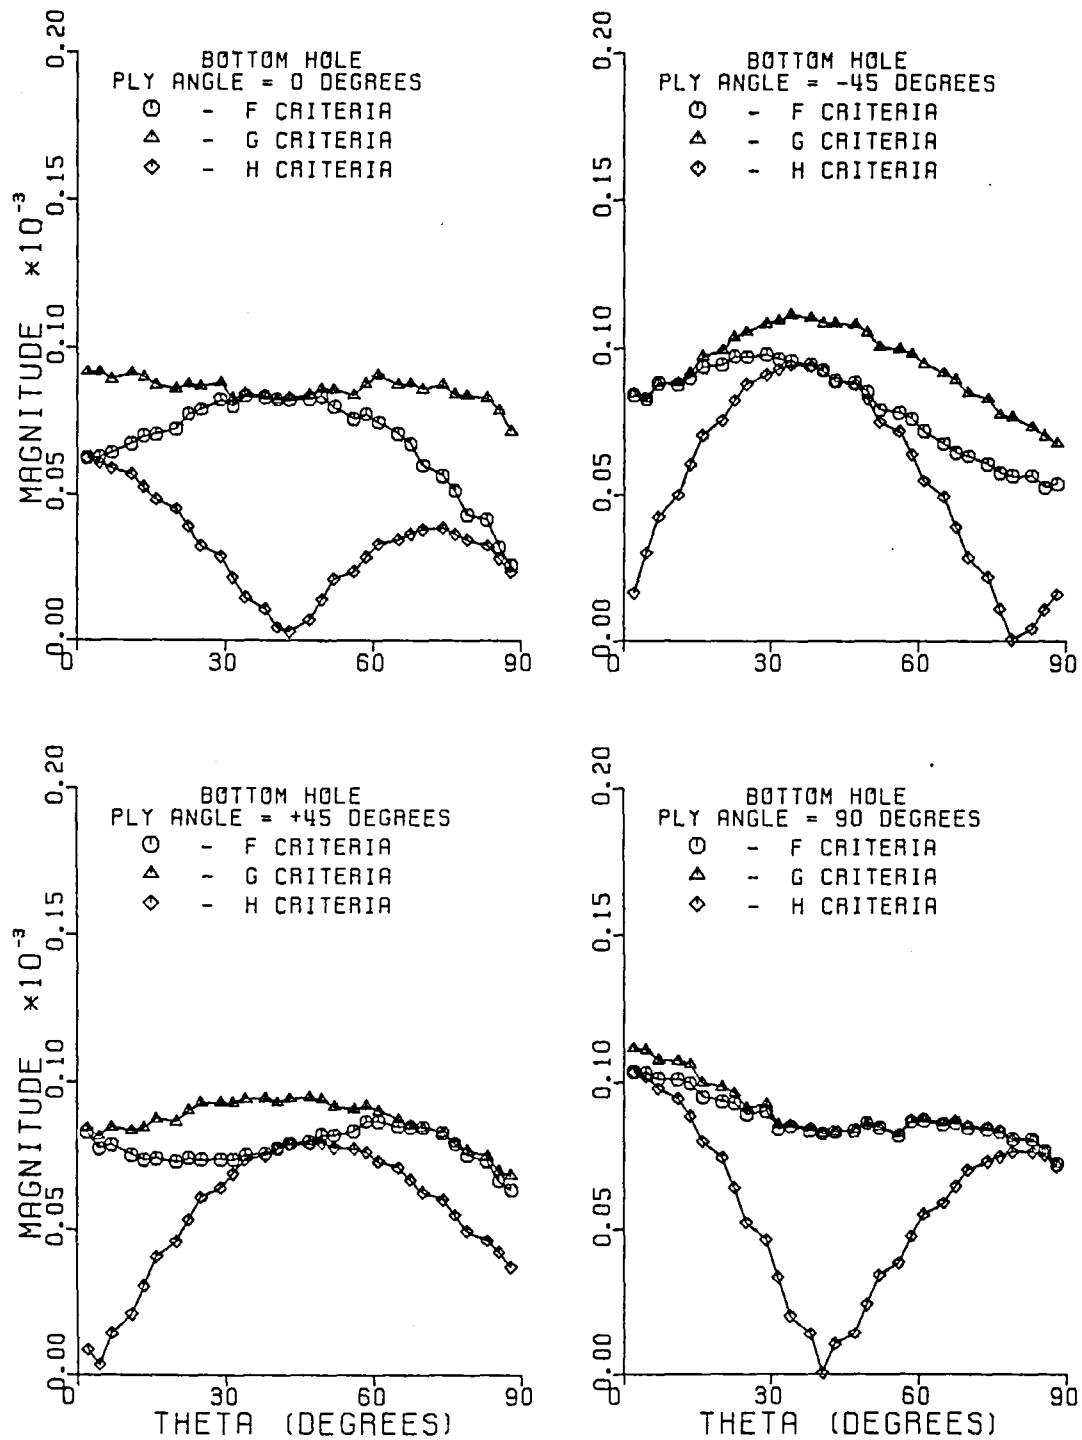 BOTTOM HOLE
PLY ANGLE = 0 DEGREES
F CRITERIA
G CRITERIA
H CRITERIA
MAGNITUDE *10⁻³
0.20
0.15
0.10
0.05
0.00
0 30 60 90
BOTTOM HOLE
PLY ANGLE = -45 DEGREES
- F CRITERIA
- G CRITERIA
- H CRITERIA
0.20
0.15
0.10
0.05
0.00
0 30 60 90
BOTTOM HOLE
PLY ANGLE = +45 DEGREES
- F CRITERIA
- G CRITERIA
- H CRITERIA
MAGNITUDE *10⁻³
0.20
0.15
0.10
0.05
0.00
0 30 60 90
THETA (DEGREES)
BOTTOM HOLE
PLY ANGLE = 90 DEGREES
- F CRITERIA
- G CRITERIA
- H CRITERIA
0.20
0.15
0.10
0.05
0.00
0 30 60 90
THETA (DEGREES)